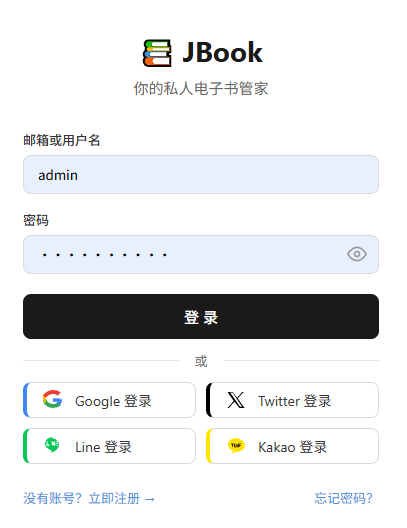 JBook
你的私人电子书管家
邮箱或用户名
admin
密码
··········
登 录
或
Google 登录
Twitter 登录
Line 登录
Kakao 登录
没有账号？立即注册 →
忘记密码？